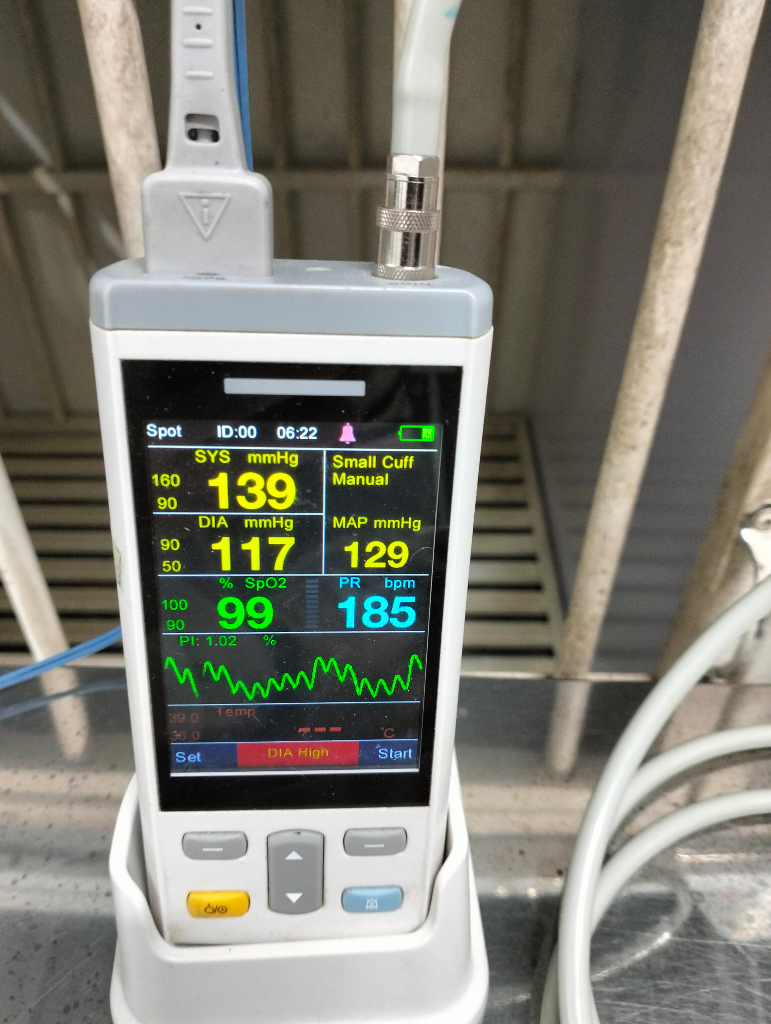 Spot ID:00 06:22
SYS mmHg
160
90
139
Small Cuff
Manual
DIA mmHg
90
50
117
MAP mmHg
129
% SpO2
100
90
99
PR bpm
185
PI: 1.02 %
39.0 Temp
36.0 --- °C
Set DIA High Start